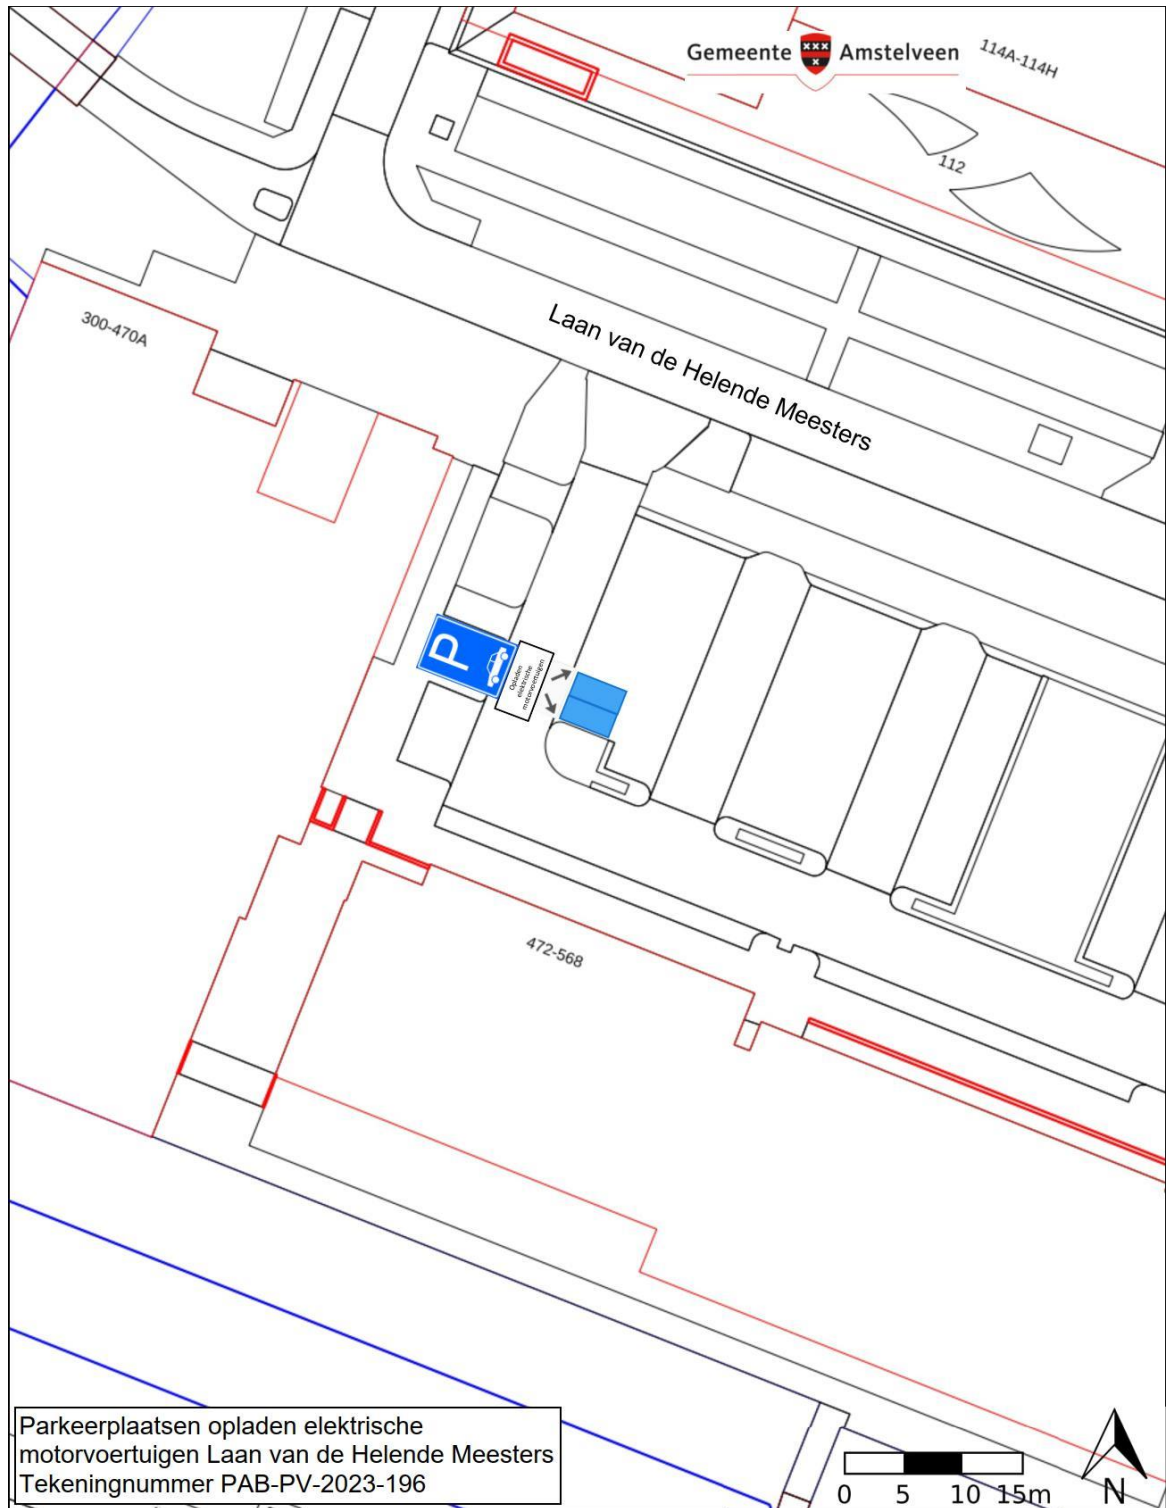 Gemeente Amstelveen
114A-114H
112
300-470A
Laan van de Helende Meesters
P
Opladen
elektrische
motorvoertuigen
472-568
Parkeerplaatsen opladen elektrische
motorvoertuigen Laan van de Helende Meesters
Tekeningnummer PAB-PV-2023-196
0 5 10 15m
N